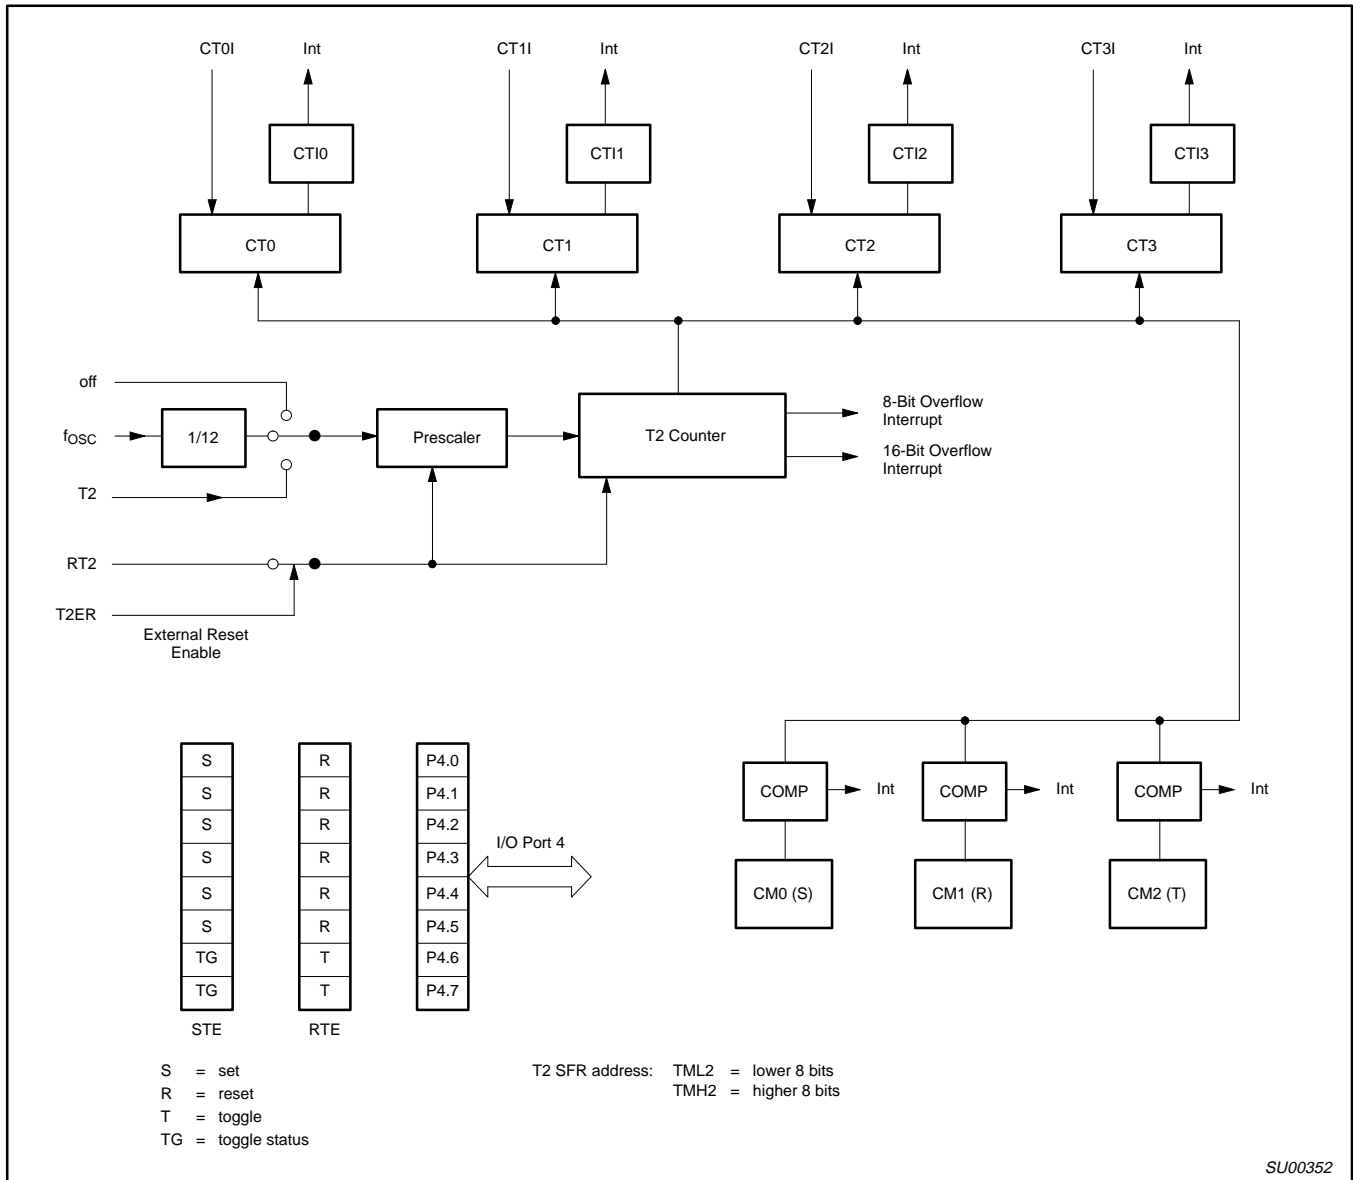 CT0I Int CT1I Int CT2I Int CT3I Int
CTI0 CTI1 CTI2 CTI3
CT0 CT1 CT2 CT3
off
fOSC 1/12 Prescaler T2 Counter
8-Bit Overflow
Interrupt
16-Bit Overflow
Interrupt
T2
RT2
T2ER
External Reset
Enable
S R P4.0
S R P4.1
S R P4.2
S R P4.3
S R P4.4
S R P4.5
TG T P4.6
TG T P4.7
STE RTE
I/O Port 4
COMP Int COMP Int COMP Int
CM0 (S) CM1 (R) CM2 (T)
S = set
R = reset
T = toggle
TG = toggle status
T2 SFR address: TML2 = lower 8 bits
TMH2 = higher 8 bits
SU00352